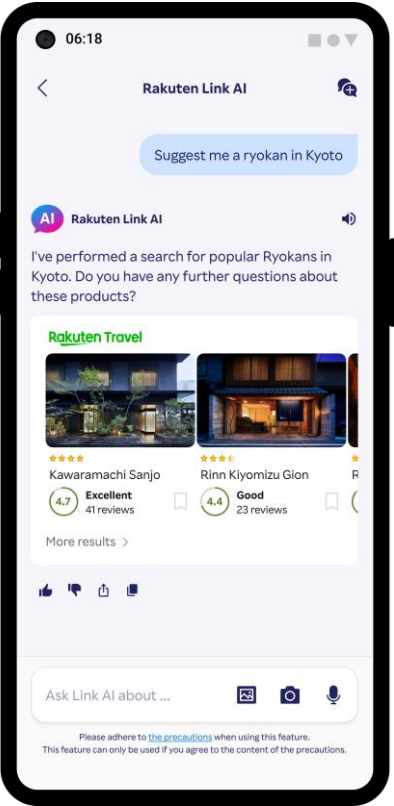 06:18
Rakuten Link AI
Suggest me a ryokan in Kyoto
AI Rakuten Link AI
I've performed a search for popular Ryokans in
Kyoto. Do you have any further questions about
these products?
Rakuten Travel
Kawaramachi Sanjo
Rinn Kiyomizu Gion
R
4.7 Excellent
41 reviews
4.4 Good
23 reviews
More results >
Ask Link AI about ...
Please adhere to the precautions when using this feature.
This feature can only be used if you agree to the content of the precautions.